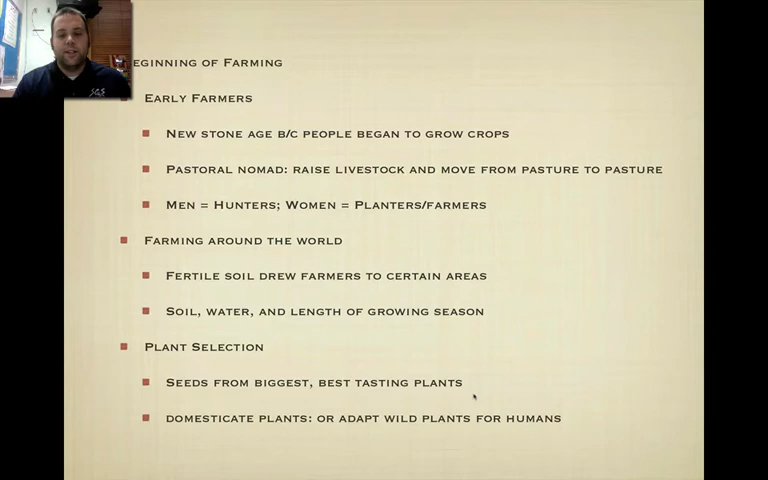 eginning of Farming
Early Farmers
New stone age b/c people began to grow crops
Pastoral nomad: raise livestock and move from pasture to pasture
Men = Hunters; Women = Planters/farmers
Farming around the world
Fertile soil drew farmers to certain areas
Soil, water, and length of growing season
Plant Selection
Seeds from biggest, best tasting plants
domesticate plants: or adapt wild plants for humans